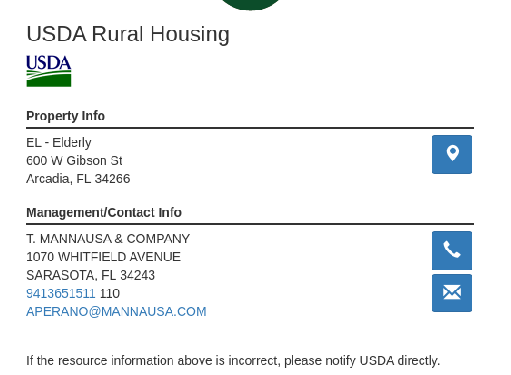 USDA Rural Housing
USDA
Property Info
EL - Elderly
600 W Gibson St
Arcadia, FL 34266
Management/Contact Info
T. MANNAUSA & COMPANY
1070 WHITFIELD AVENUE
SARASOTA, FL 34243
9413651511 110
APERANO@MANNAUSA.COM
If the resource information above is incorrect, please notify USDA directly.